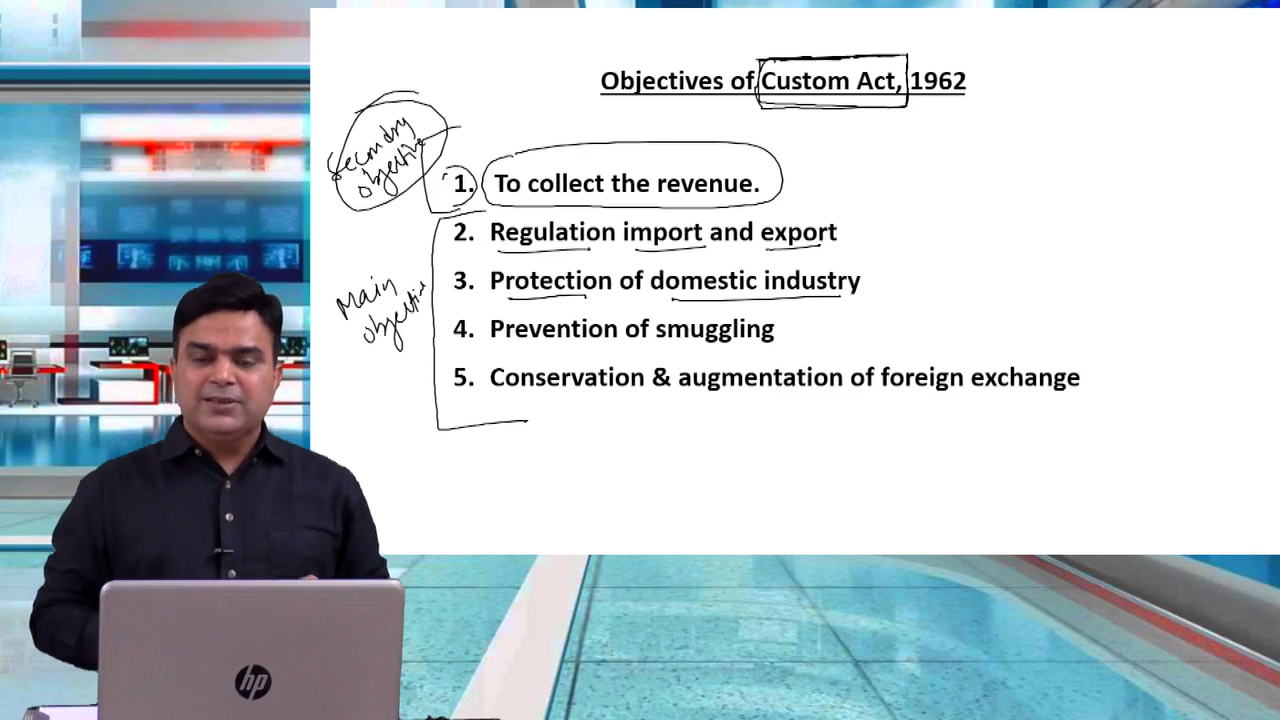 Objectives of Custom Act, 1962
Secondry
objective
1. To collect the revenue.
2. Regulation import and export
3. Protection of domestic industry
4. Prevention of smuggling
5. Conservation & augmentation of foreign exchange
Main
objective
hp